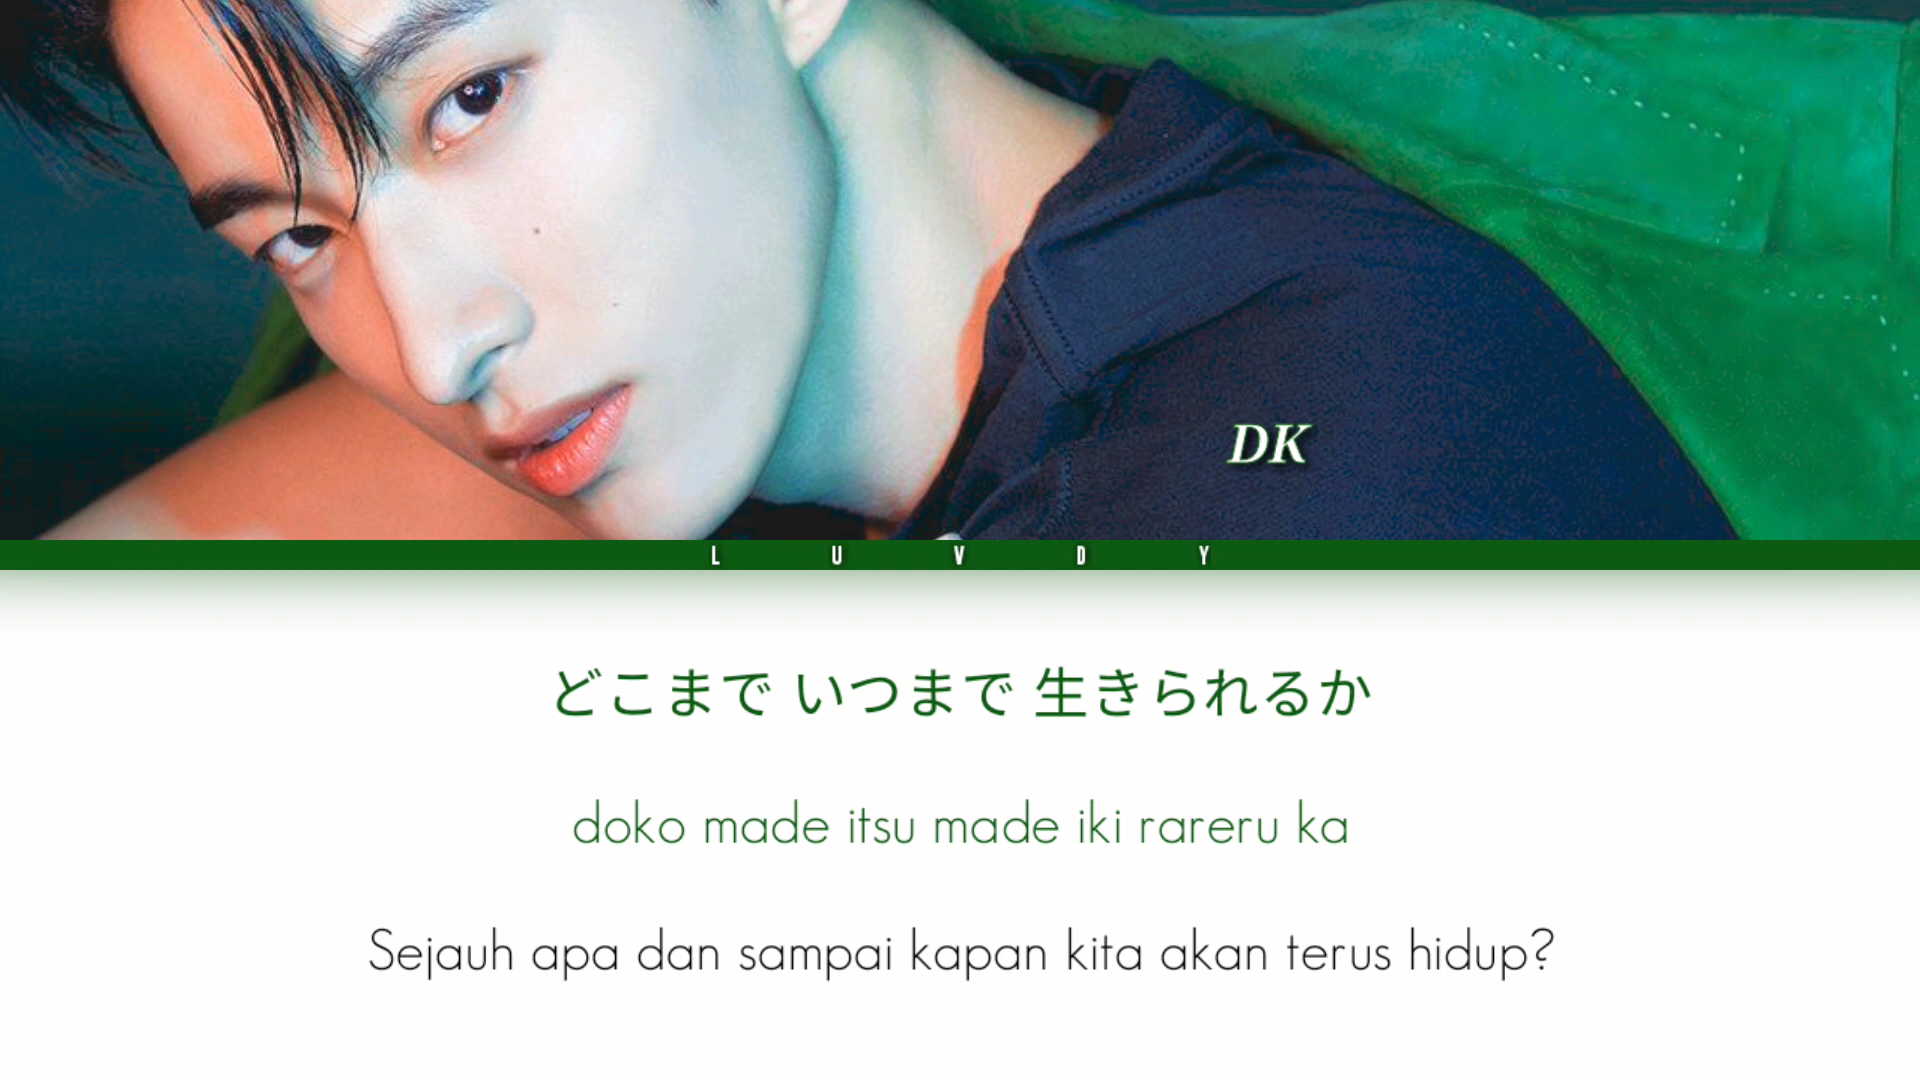 DK
L U V D Y
どこまで いつまで 生きられるか
doko made itsu made iki rareru ka
Sejauh apa dan sampai kapan kita akan terus hidup?